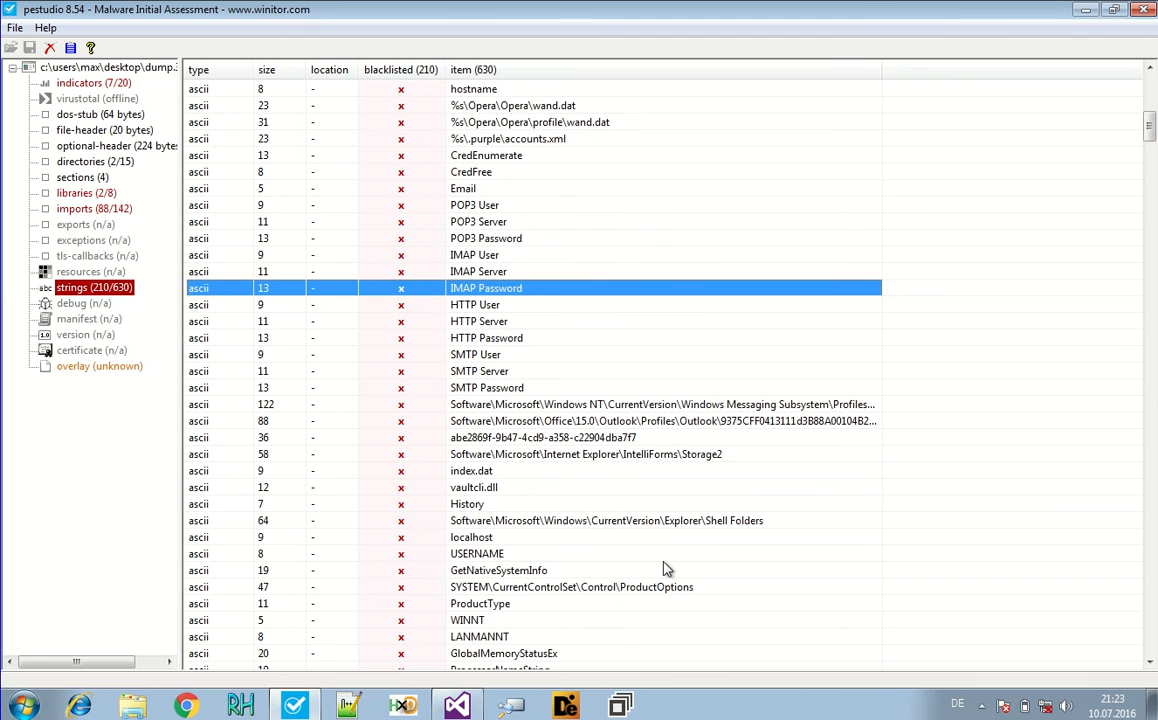 pestudio 8.54 - Malware Initial Assessment - www.winitor.com
File Help
c:\users\max\desktop\dump.
indicators (7/20)
virustotal (offline)
dos-stub (64 bytes)
file-header (20 bytes)
optional-header (224 bytes
directories (2/15)
sections (4)
libraries (2/8)
imports (88/142)
exports (n/a)
exceptions (n/a)
tls-callbacks (n/a)
resources (n/a)
abc strings (210/630)
debug (n/a)
manifest (n/a)
1.0 version (n/a)
certificate (n/a)
overlay (unknown)
type size location blacklisted (210) item (630)
ascii 8 - x hostname
ascii 23 - x %s\Opera\Opera\wand.dat
ascii 31 - x %s\Opera\Opera\profile\wand.dat
ascii 23 - x %s\.purple\accounts.xml
ascii 13 - x CredEnumerate
ascii 8 - x CredFree
ascii 5 - x Email
ascii 9 - x POP3 User
ascii 11 - x POP3 Server
ascii 13 - x POP3 Password
ascii 9 - x IMAP User
ascii 11 - x IMAP Server
ascii 13 - x IMAP Password
ascii 9 - x HTTP User
ascii 11 - x HTTP Server
ascii 13 - x HTTP Password
ascii 9 - x SMTP User
ascii 11 - x SMTP Server
ascii 13 - x SMTP Password
ascii 122 - x Software\Microsoft\Windows NT\CurrentVersion\Windows Messaging Subsystem\Profiles...
ascii 88 - x Software\Microsoft\Office\15.0\Outlook\Profiles\Outlook\9375CFF0413111d3B88A00104B2...
ascii 36 - x abe2869f-9b47-4cd9-a358-c22904dba7f7
ascii 58 - x Software\Microsoft\Internet Explorer\IntelliForms\Storage2
ascii 9 - x index.dat
ascii 12 - x vaultcli.dll
ascii 7 - x History
ascii 64 - x Software\Microsoft\Windows\CurrentVersion\Explorer\Shell Folders
ascii 9 - x localhost
ascii 8 - x USERNAME
ascii 19 - x GetNativeSystemInfo
ascii 47 - x SYSTEM\CurrentControlSet\Control\ProductOptions
ascii 11 - x ProductType
ascii 5 - x WINNT
ascii 8 - x LANMANNT
ascii 20 - x GlobalMemoryStatusEx
DE
21:23
10.07.2016